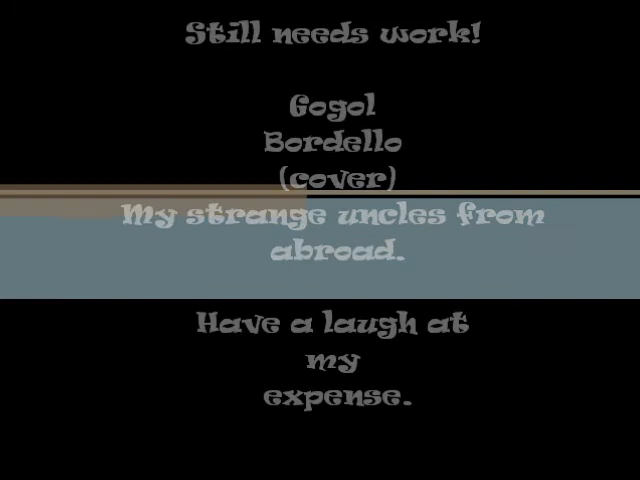 Still needs work!
Gogol
Bordello
(cover)
My strange uncles from
abroad.
Have a laugh at
my
expense.